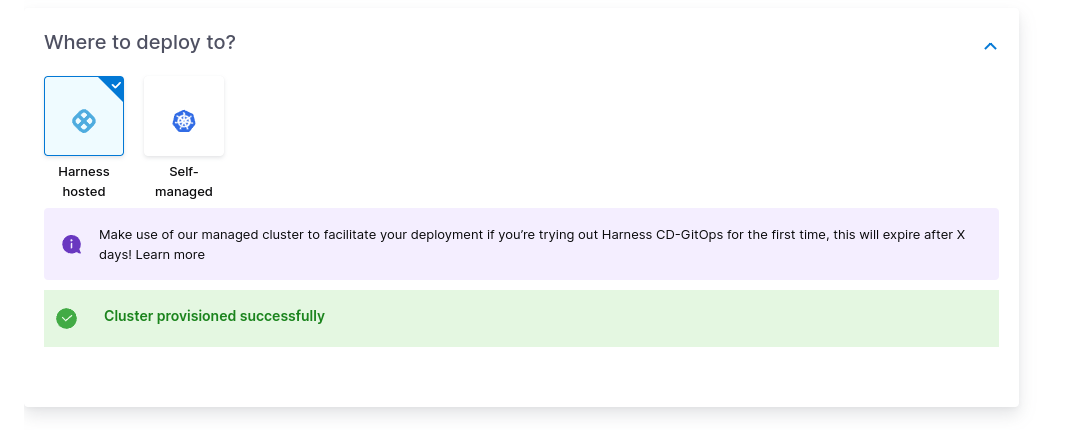 Where to deploy to?
Harness
hosted
Self-
managed
Make use of our managed cluster to facilitate your deployment if you’re trying out Harness CD-GitOps for the first time, this will expire after X
days! Learn more
Cluster provisioned successfully